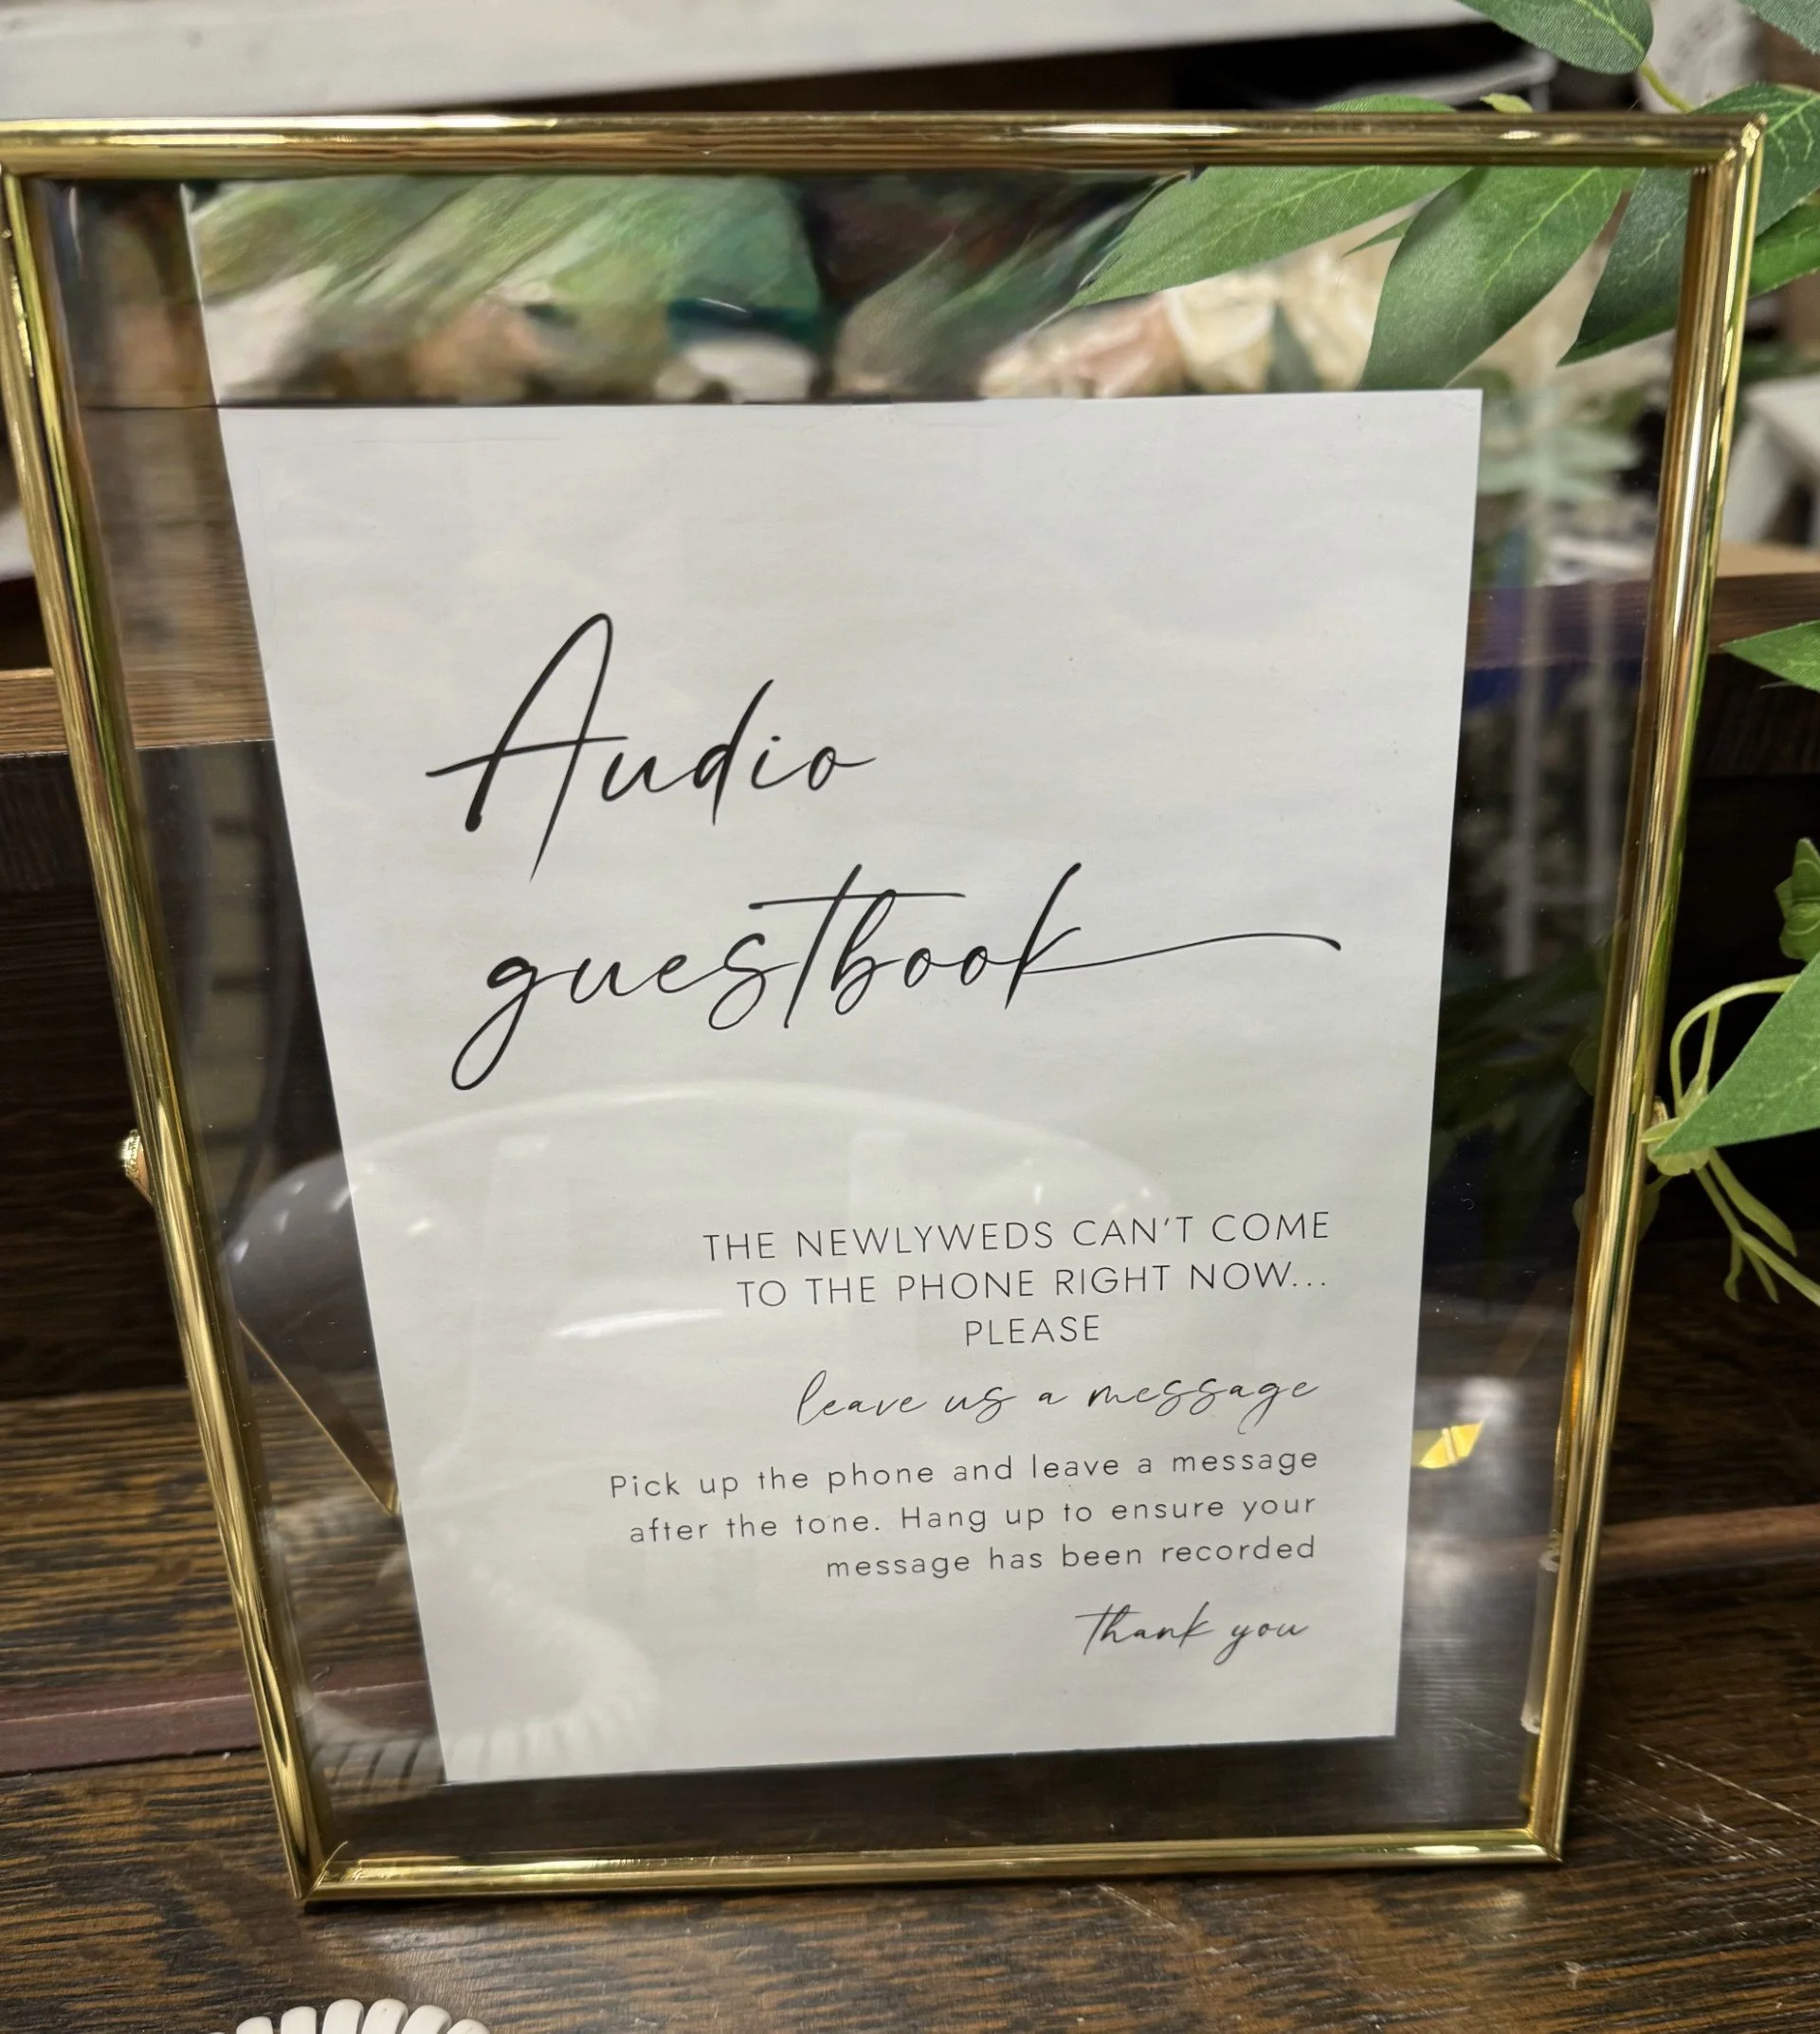 Audio
guestbook
THE NEWLYWEDS CAN'T COME
TO THE PHONE RIGHT NOW...
PLEASE
leave us a message
Pick up the phone and leave a message
after the tone. Hang up to ensure your
message has been recorded
thank you